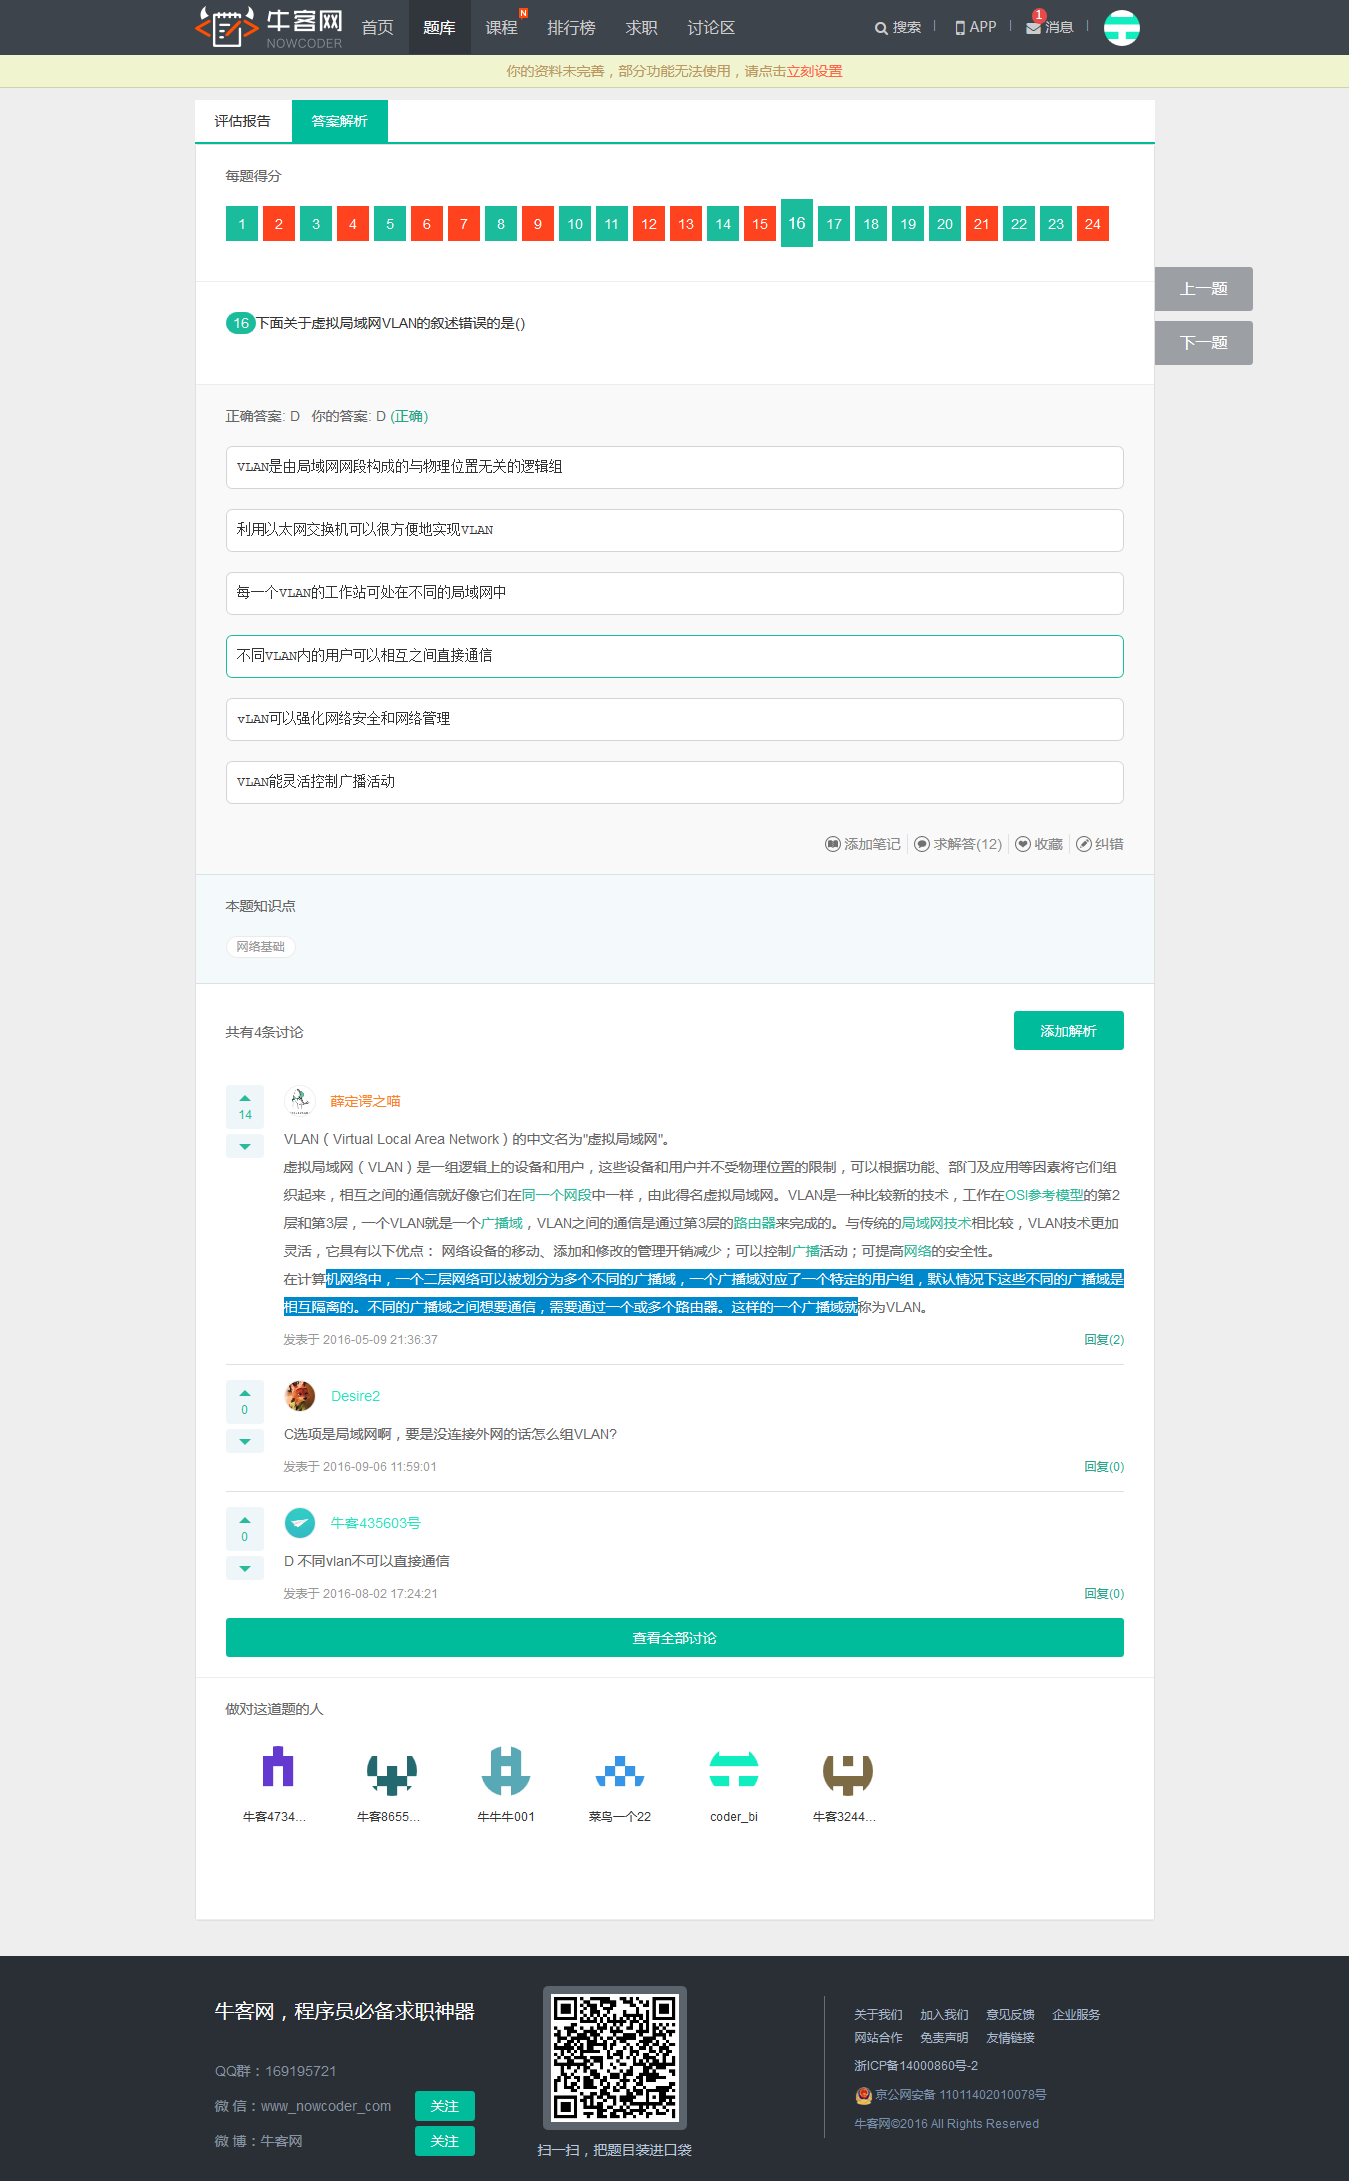 牛客网 NOWCODER 首页 题库 课程 N 排行榜 求职 讨论区 搜索 APP 1 消息
你的资料未完善，部分功能无法使用，请点击立刻设置
评估报告 答案解析
每题得分
1 2 3 4 5 6 7 8 9 10 11 12 13 14 15 16 17 18 19 20 21 22 23 24
上一题
16 下面关于虚拟局域网VLAN的叙述错误的是()
下一题
正确答案: D 你的答案: D (正确)
VLAN是由局域网网段构成的与物理位置无关的逻辑组
利用以太网交换机可以很方便地实现VLAN
每一个VLAN的工作站可处在不同的局域网中
不同VLAN内的用户可以相互之间直接通信
vLAN可以强化网络安全和网络管理
VLAN能灵活控制广播活动
添加笔记 求解答(12) 收藏 纠错
本题知识点
网络基础
共有4条讨论 添加解析
14
薛定谔之喵
VLAN（Virtual Local Area Network）的中文名为"虚拟局域网"。
虚拟局域网（VLAN）是一组逻辑上的设备和用户，这些设备和用户并不受物理位置的限制，可以根据功能、部门及应用等因素将它们组
织起来，相互之间的通信就好像它们在同一个网段中一样，由此得名虚拟局域网。VLAN是一种比较新的技术，工作在OSI参考模型的第2
层和第3层，一个VLAN就是一个广播域，VLAN之间的通信是通过第3层的路由器来完成的。与传统的局域网技术相比较，VLAN技术更加
灵活，它具有以下优点： 网络设备的移动、添加和修改的管理开销减少；可以控制广播活动；可提高网络的安全性。
在计算机网络中，一个二层网络可以被划分为多个不同的广播域，一个广播域对应了一个特定的用户组，默认情况下这些不同的广播域是
相互隔离的。不同的广播域之间想要通信，需要通过一个或多个路由器。这样的一个广播域就称为VLAN。
发表于 2016-05-09 21:36:37 回复(2)
0
Desire2
C选项是局域网啊，要是没连接外网的话怎么组VLAN?
发表于 2016-09-06 11:59:01 回复(0)
0
牛客435603号
D 不同vlan不可以直接通信
发表于 2016-08-02 17:24:21 回复(0)
查看全部讨论
做对这道题的人
牛客4734... 牛客8655... 牛牛牛001 菜鸟一个22 coder_bi 牛客3244...
牛客网，程序员必备求职神器
QQ群：169195721
微 信：www_nowcoder_com 关注
微 博：牛客网 关注
扫一扫，把题目装进口袋
关于我们 加入我们 意见反馈 企业服务
网站合作 免责声明 友情链接
浙ICP备14000860号-2
京公网安备 11011402010078号
牛客网©2016 All Rights Reserved